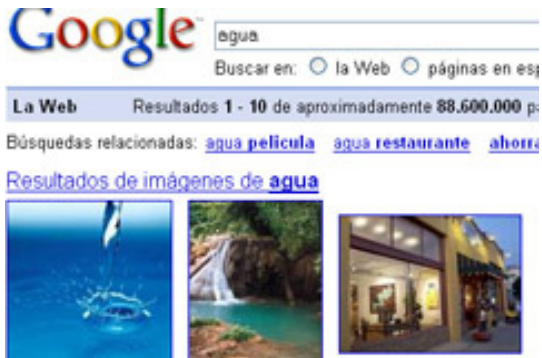 Google
agua
Buscar en: la Web páginas en esp
La Web Resultados 1 - 10 de aproximadamente 88.600.000 p
Búsquedas relacionadas: agua pelicula agua restaurante ahorra
Resultados de imágenes de agua